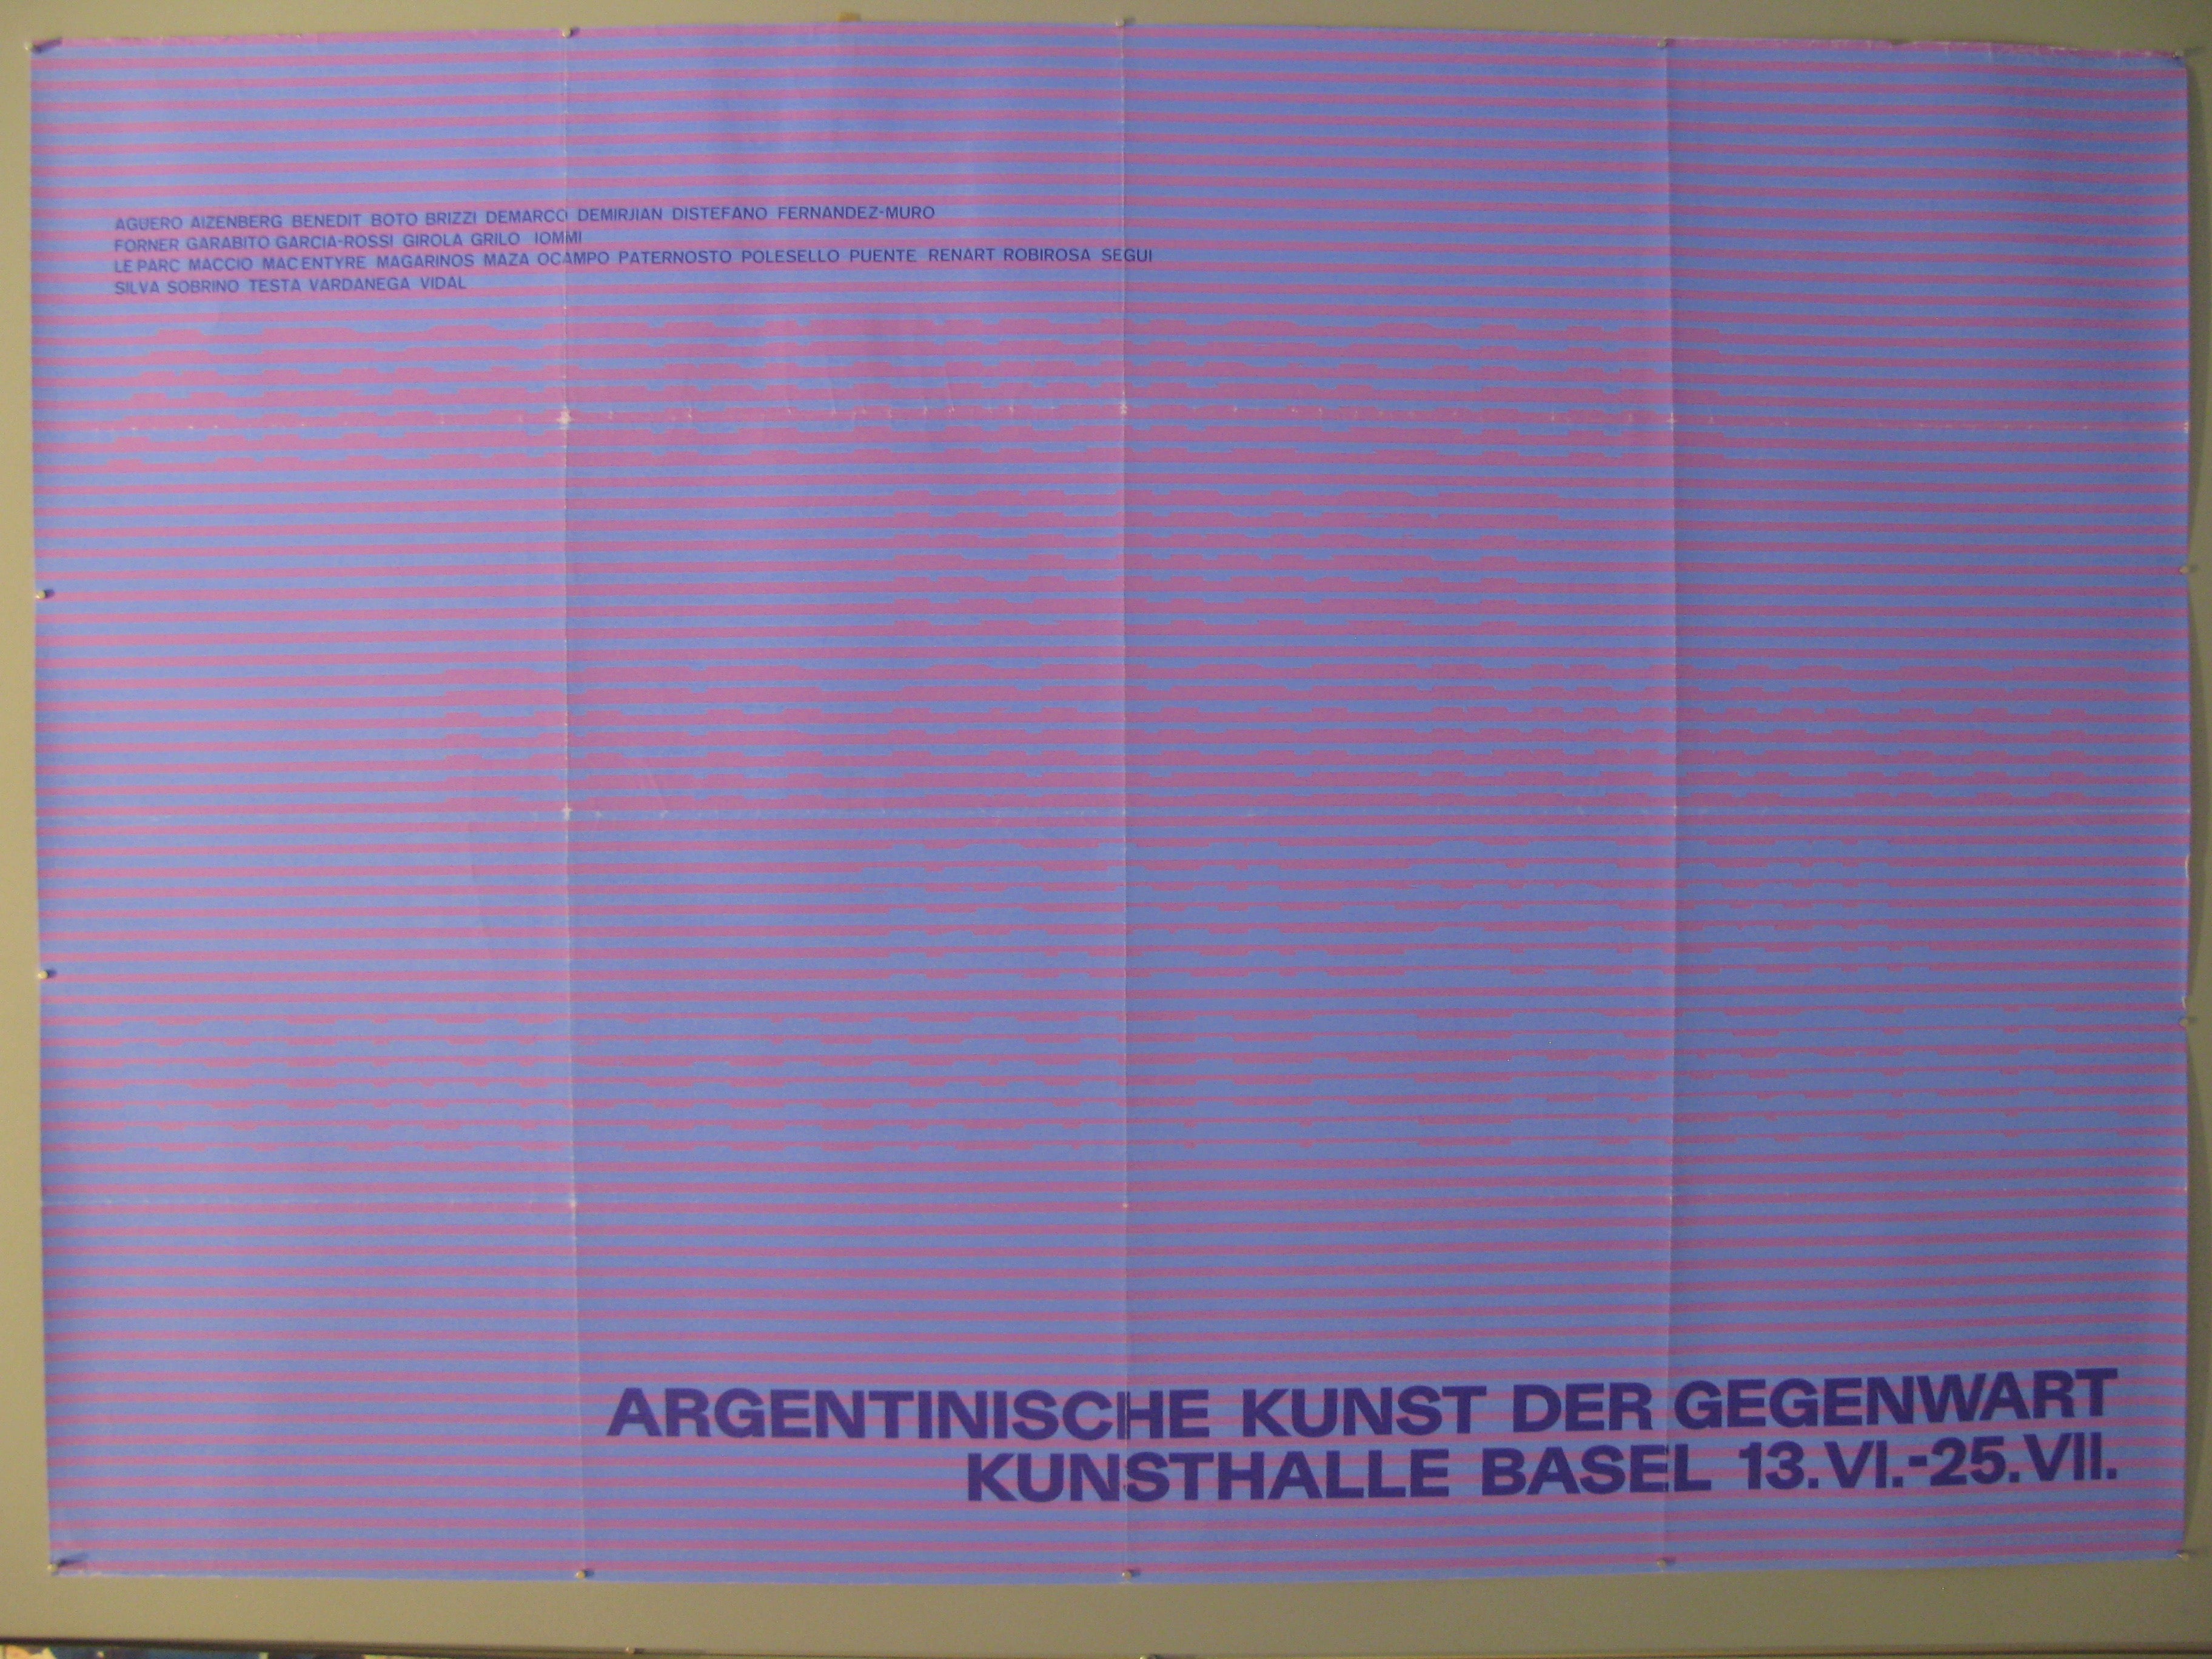 AGUERO AIZENBERG BENEDIT BOTO BRIZZI DEMARCO DEMIRJIAN DISTEFANO FERNANDEZ-MURO
FORNER GARABITO GARCIA-ROSSI GIROLA GRILO IOMMI
LE PARC MACCIO MAC ENTYRE MAGARINOS MAZA OCAMPO PATERNOSTO POLESELLO PUENTE RENART ROBIROSA SEGUI
SILVA SOBRINO TESTA VARDANEGA VIDAL
ARGENTINISCHE KUNST DER GEGENWART
KUNSTHALLE BASEL 13.VI.-25.VII.